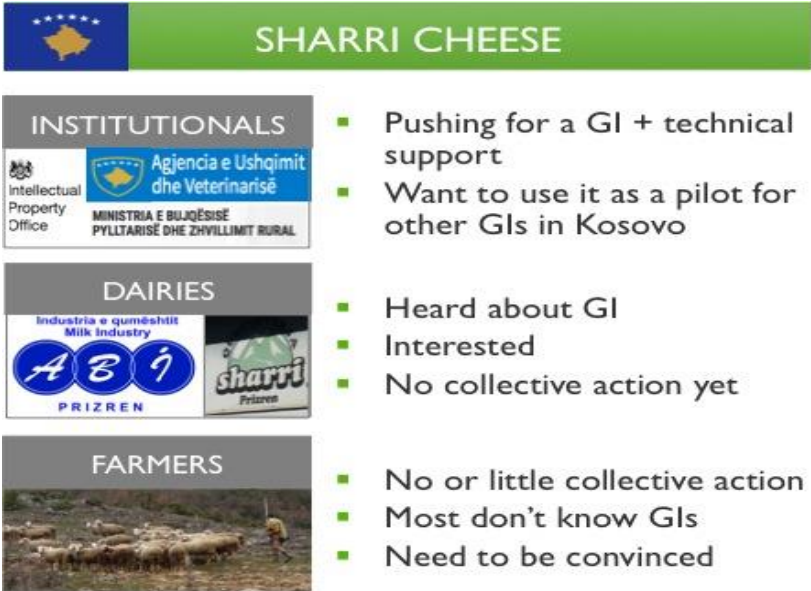 SHARRI CHEESE
INSTITUTIONALS
Intellectual
Property
Office
Agjencia e Ushqimit
dhe Veterinarisë
MINISTRIA E BUJQËSISË
PYLLTARISË DHE ZHVILLIMIT RURAL
Pushing for a GI + technical
support
Want to use it as a pilot for
other GIs in Kosovo
DAIRIES
Industria e qumështit
Milk Industry
A B İ
PRIZREN
sharri
Prizren
Heard about GI
Interested
No collective action yet
FARMERS
No or little collective action
Most don't know GIs
Need to be convinced